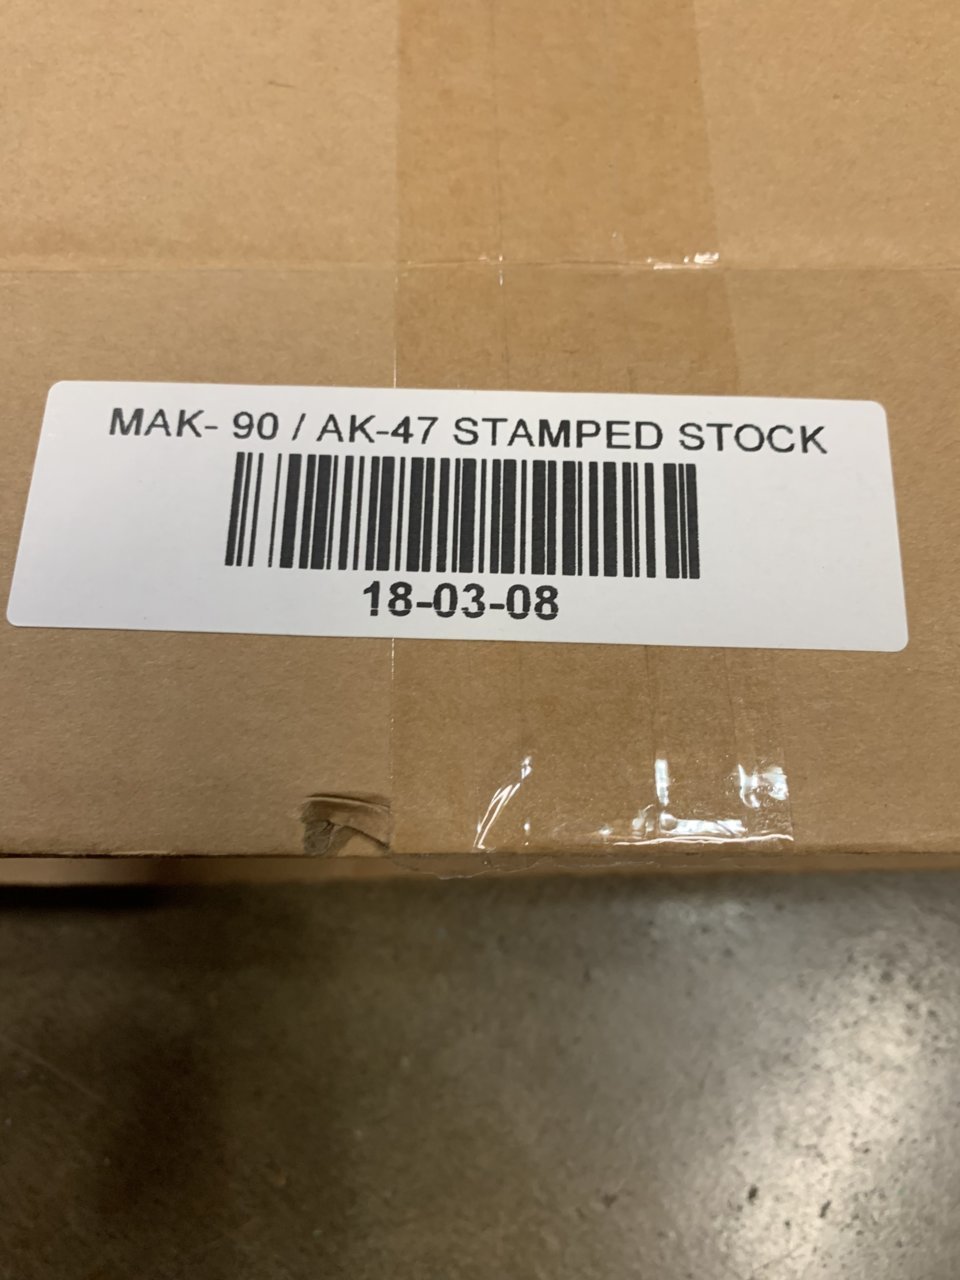 MAK- 90 / AK-47 STAMPED STOCK
18-03-08